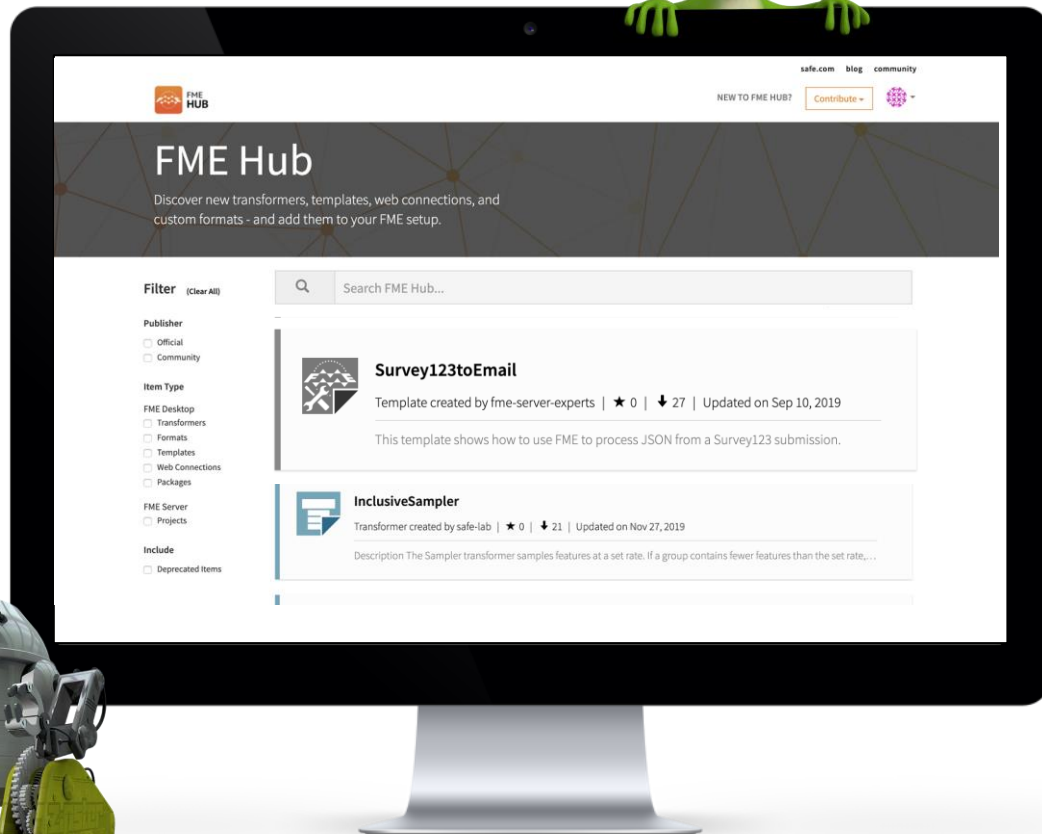 safe.com blog community
FME
HUB
NEW TO FME HUB?
Contribute
FME Hub
Discover new transformers, templates, web connections, and
custom formats - and add them to your FME setup.
Filter (Clear All)
Search FME Hub...
Publisher
Official
Community
Item Type
FME Desktop
Transformers
Formats
Templates
Web Connections
Packages
FME Server
Projects
Include
Deprecated Items
Survey123toEmail
Template created by fme-server-experts | ★ 0 | 🠋 27 | Updated on Sep 10, 2019
This template shows how to use FME to process JSON from a Survey123 submission.
InclusiveSampler
Transformer created by safe-lab | ★ 0 | 🠋 21 | Updated on Nov 27, 2019
Description The Sampler transformer samples features at a set rate. If a group contains fewer features than the set rate,...